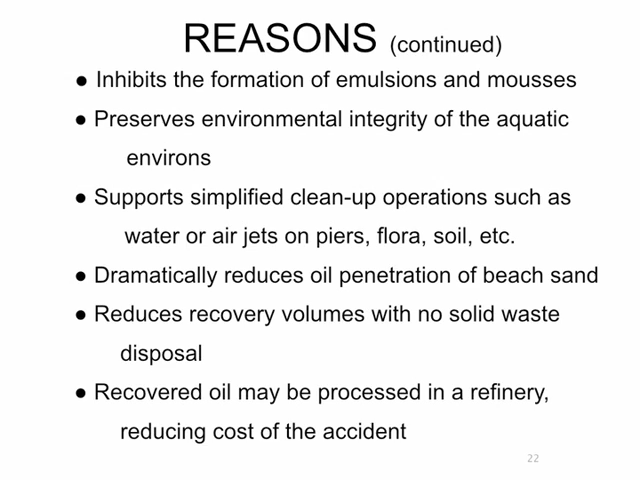 REASONS (continued)
● Inhibits the formation of emulsions and mousses
● Preserves environmental integrity of the aquatic
environs
● Supports simplified clean-up operations such as
water or air jets on piers, flora, soil, etc.
● Dramatically reduces oil penetration of beach sand
● Reduces recovery volumes with no solid waste
disposal
● Recovered oil may be processed in a refinery,
reducing cost of the accident
22